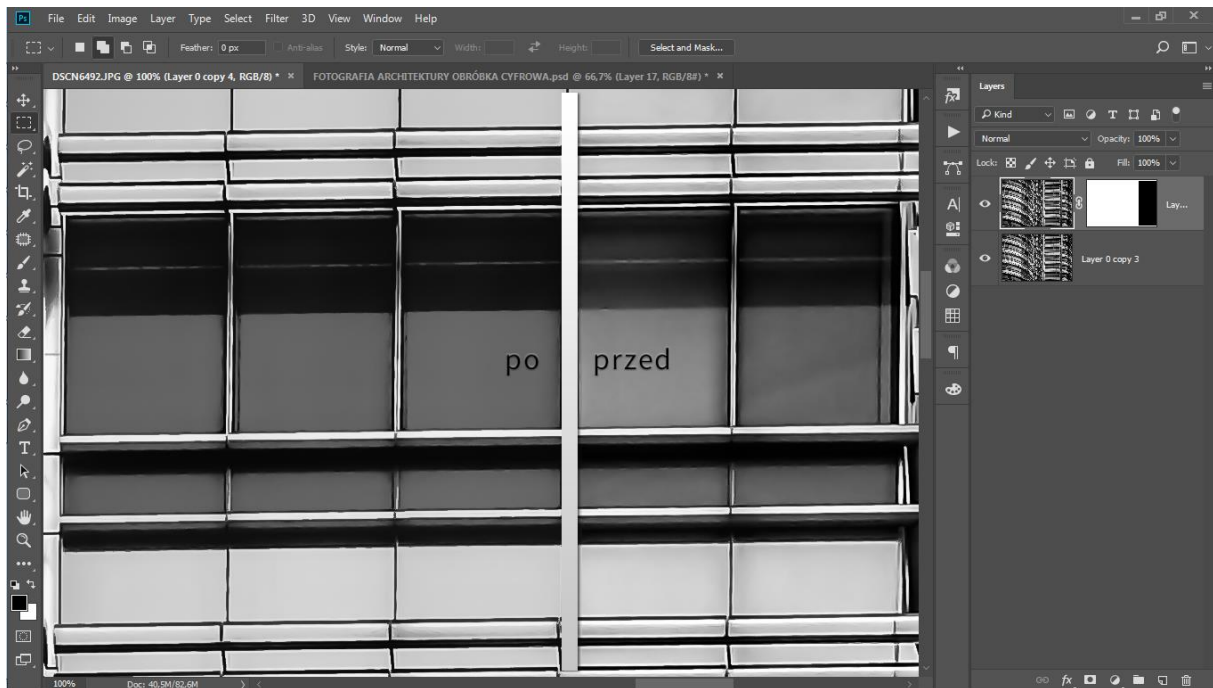 Ps File Edit Image Layer Type Select Filter 3D View Window Help
Feather: 0 px Anti-alias Style: Normal Width: Height: Select and Mask...
DSCN6492.JPG @ 100% (Layer 0 copy 4, RGB/8) * × FOTOGRAFIA ARCHITEKTURY OBRÓBKA CYFROWA.psd @ 66,7% (Layer 17, RGB/8#) * ×
Layers
Kind
Normal Opacity: 100%
Lock: Fill: 100%
Lay...
Layer 0 copy 3
po przed
100% Doc: 40,5M/82,6M